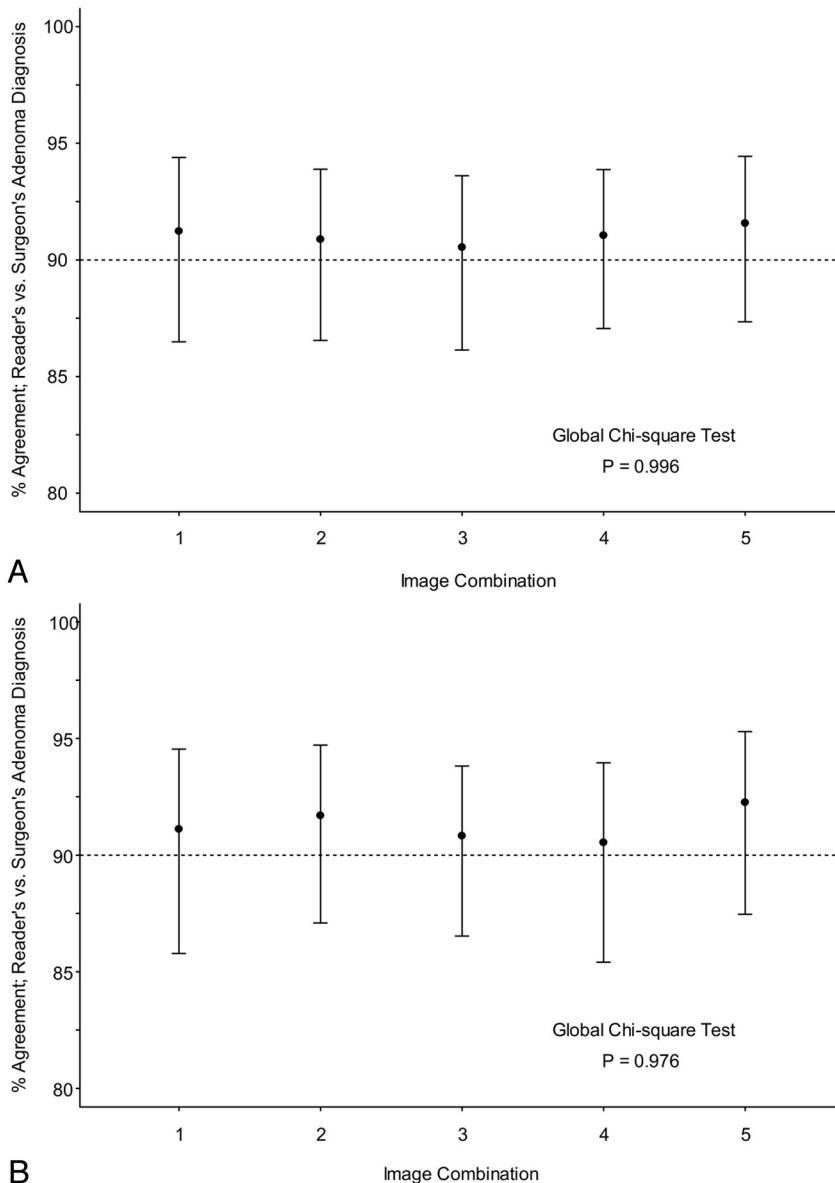 % Agreement; Reader's vs. Surgeon's Adenoma Diagnosis
100
95
90
85
80
Global Chi-square Test
P = 0.996
1 2 3 4 5
A
Image Combination
% Agreement; Reader's vs. Surgeon's Adenoma Diagnosis
100
95
90
85
80
Global Chi-square Test
P = 0.976
1 2 3 4 5
B
Image Combination